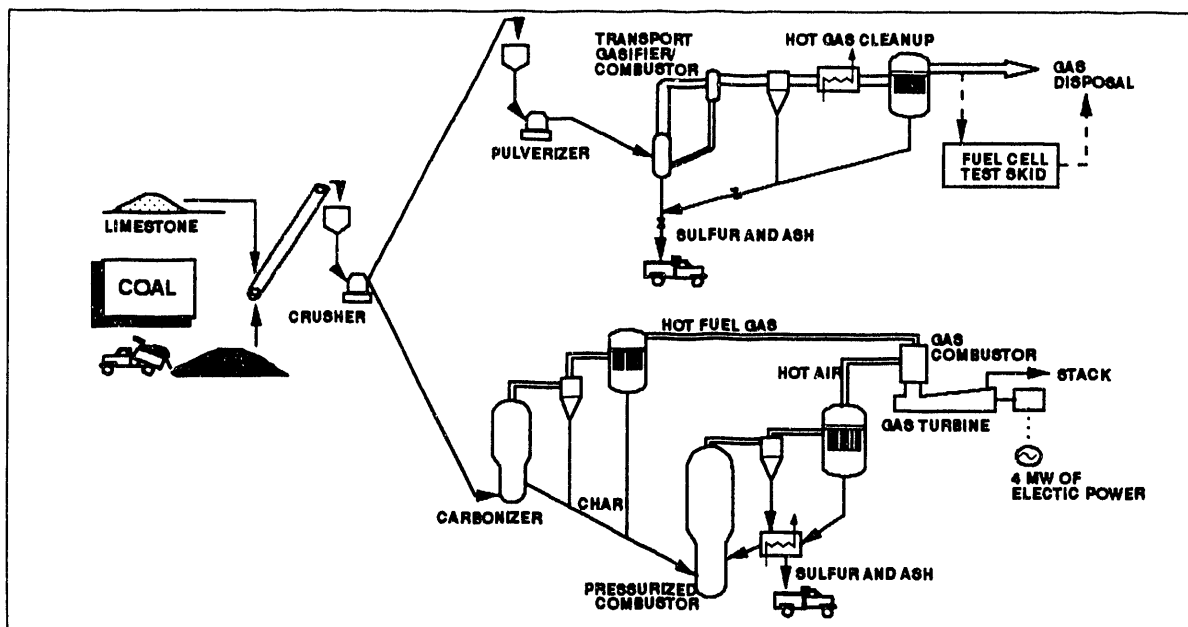 TRANSPORT
GASIFIER/
COMBUSTOR
HOT GAS CLEANUP
GAS
DISPOSAL
PULVERIZER
FUEL CELL
TEST SKID
LIMESTONE
SULFUR AND ASH
COAL
CRUSHER
HOT FUEL GAS
GAS
COMBUSTOR
HOT AIR
STACK
GAS TURBINE
4 MW OF
ELECTIC POWER
CHAR
CARBONIZER
SULFUR AND ASH
PRESSURIZED
COMBUSTOR